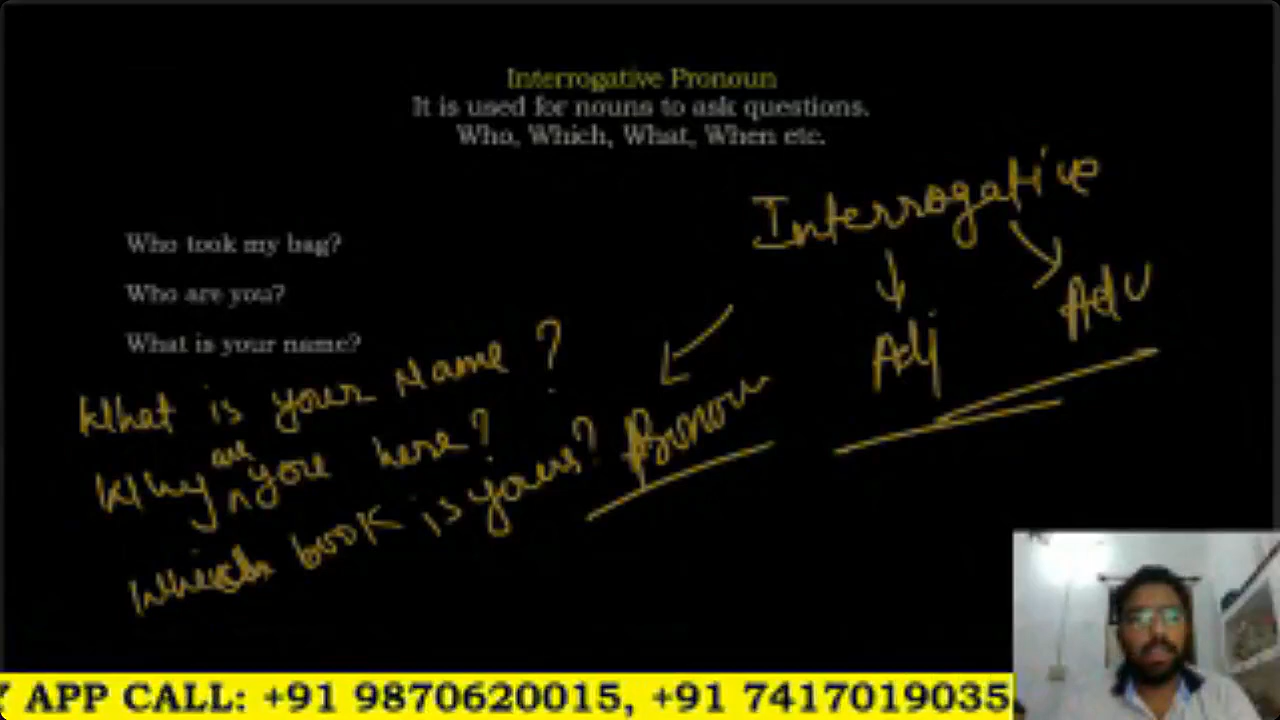 Interrogative Pronoun
It is used for nouns to ask questions.
Who, Which, What, When etc.
Interrogative
Who took my bag?
Who are you?
Adj
Adv
What is your name?
What is your Name ?
Why are you here?
Which book is yours?
Y APP CALL: +91 9870620015, +91 7417019035